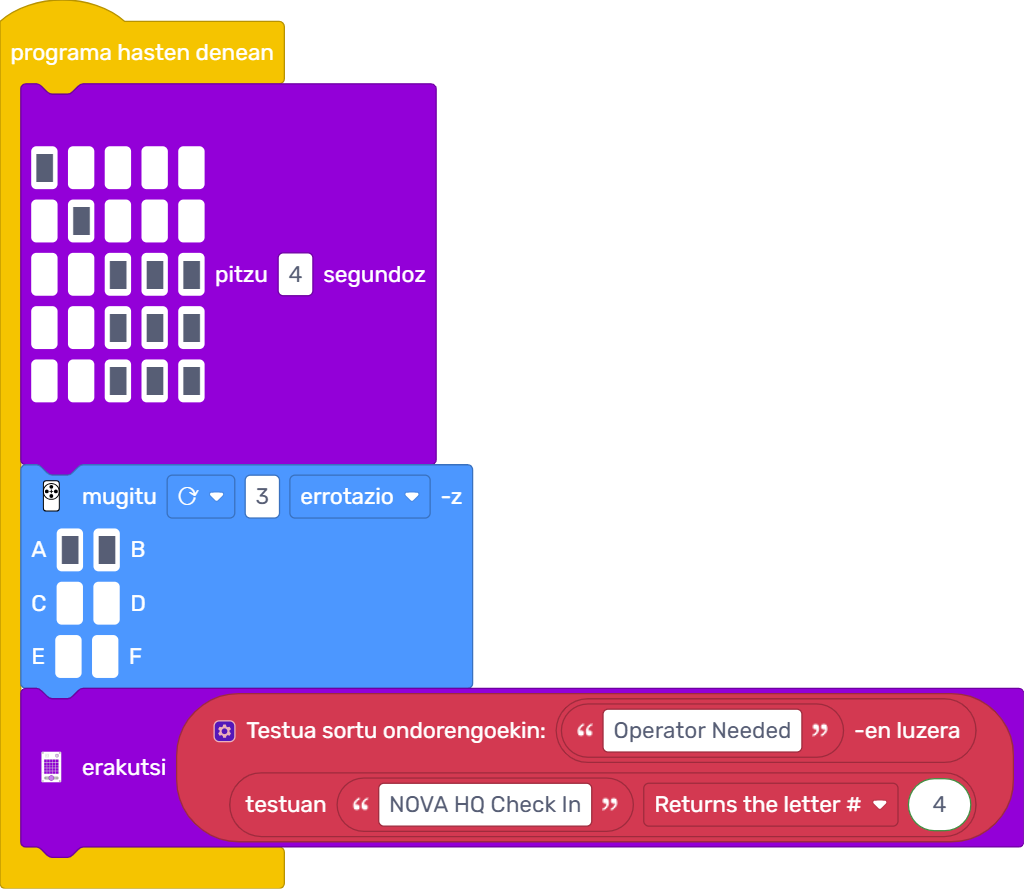 programa hasten denean
pitzu 4 segundoz
mugitu 3 errotazio -z
A B
C D
E F
Testua sortu ondorengoekin: “ Operator Needed ” -en luzera
erakutsi
testuan “ NOVA HQ Check In ” Returns the letter # 4